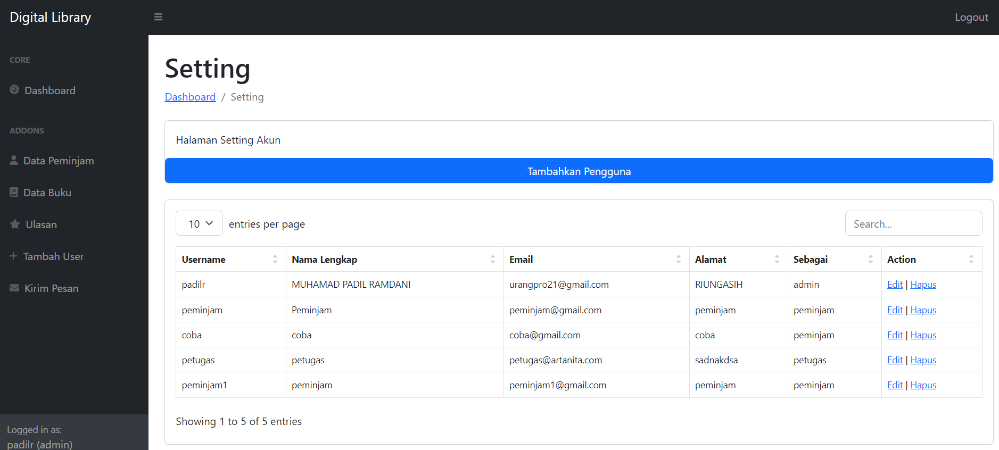 Digital Library
Logout
CORE
Dashboard
ADDONS
Data Peminjam
Data Buku
Ulasan
Tambah User
Kirim Pesan
Logged in as:
padilr (admin)
Setting
Dashboard / Setting
Halaman Setting Akun
Tambahkan Pengguna
10 entries per page
Search...
Username Nama Lengkap Email Alamat Sebagai Action
padilr MUHAMAD PADIL RAMDANI urangpro21@gmail.com RIUNGASIH admin Edit | Hapus
peminjam Peminjam peminjam@gmail.com peminjam peminjam Edit | Hapus
coba coba coba@gmail.com coba peminjam Edit | Hapus
petugas petugas petugas@artanita.com sadnakdsa petugas Edit | Hapus
peminjam1 peminjam peminjam1@gmail.com peminjam peminjam Edit | Hapus
Showing 1 to 5 of 5 entries